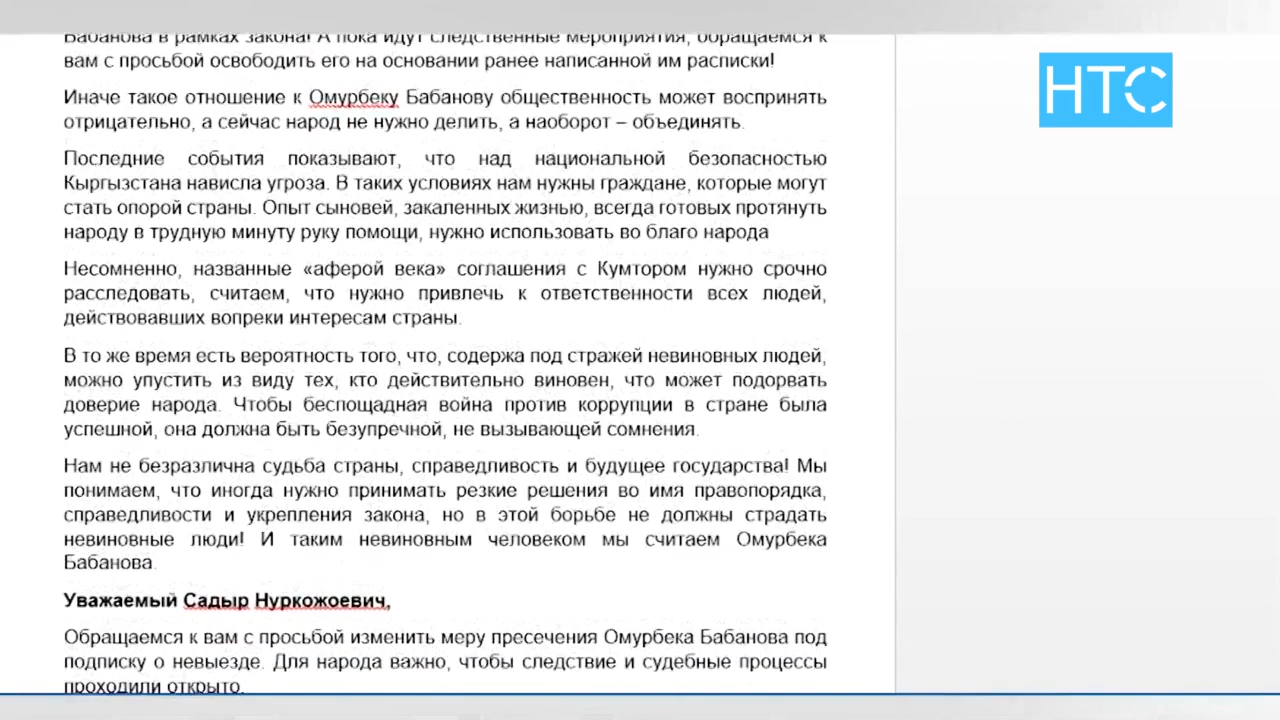 Бабанова в рамках закона! А пока идут следственные мероприятия, обращаемся к
вам с просьбой освободить его на основании ранее написанной им расписки!
Иначе такое отношение к Омурбеку Бабанову общественность может воспринять
отрицательно, а сейчас народ не нужно делить, а наоборот – объединять.
Последние события показывают, что над национальной безопасностью
Кыргызстана нависла угроза. В таких условиях нам нужны граждане, которые могут
стать опорой страны. Опыт сыновей, закаленных жизнью, всегда готовых протянуть
народу в трудную минуту руку помощи, нужно использовать во благо народа
Несомненно, названные «аферой века» соглашения с Кумтором нужно срочно
расследовать, считаем, что нужно привлечь к ответственности всех людей,
действовавших вопреки интересам страны.
В то же время есть вероятность того, что, содержа под стражей невиновных людей,
можно упустить из виду тех, кто действительно виновен, что может подорвать
доверие народа. Чтобы беспощадная война против коррупции в стране была
успешной, она должна быть безупречной, не вызывающей сомнения.
Нам не безразлична судьба страны, справедливость и будущее государства! Мы
понимаем, что иногда нужно принимать резкие решения во имя правопорядка,
справедливости и укрепления закона, но в этой борьбе не должны страдать
невиновные люди! И таким невиновным человеком мы считаем Омурбека
Бабанова.
Уважаемый Садыр Нуркожоевич,
Обращаемся к вам с просьбой изменить меру пресечения Омурбека Бабанова под
подписку о невыезде. Для народа важно, чтобы следствие и судебные процессы
проходили открыто.
НТС